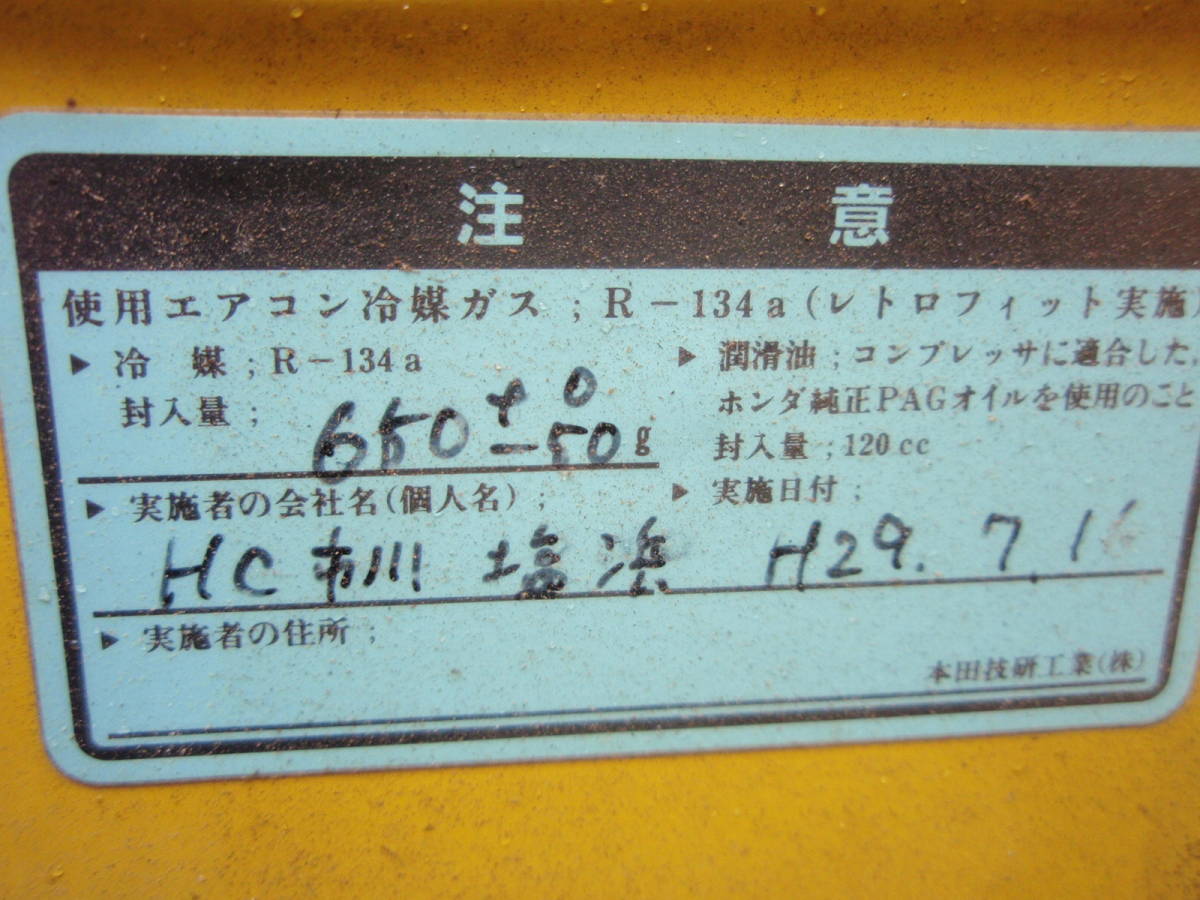 注意
使用エアコン冷媒ガス；R－134a（レトロフィット実施）
▶ 冷媒；R－134a
封入量；650 +0 −50 g
▶ 潤滑油；コンプレッサに適合した、
ホンダ純正PAGオイルを使用のこと
封入量；120cc
▶ 実施者の会社名（個人名）；
HC 市川 塩浜
▶ 実施日付；
H29. 7. 16
▶ 実施者の住所；
本田技研工業（株）